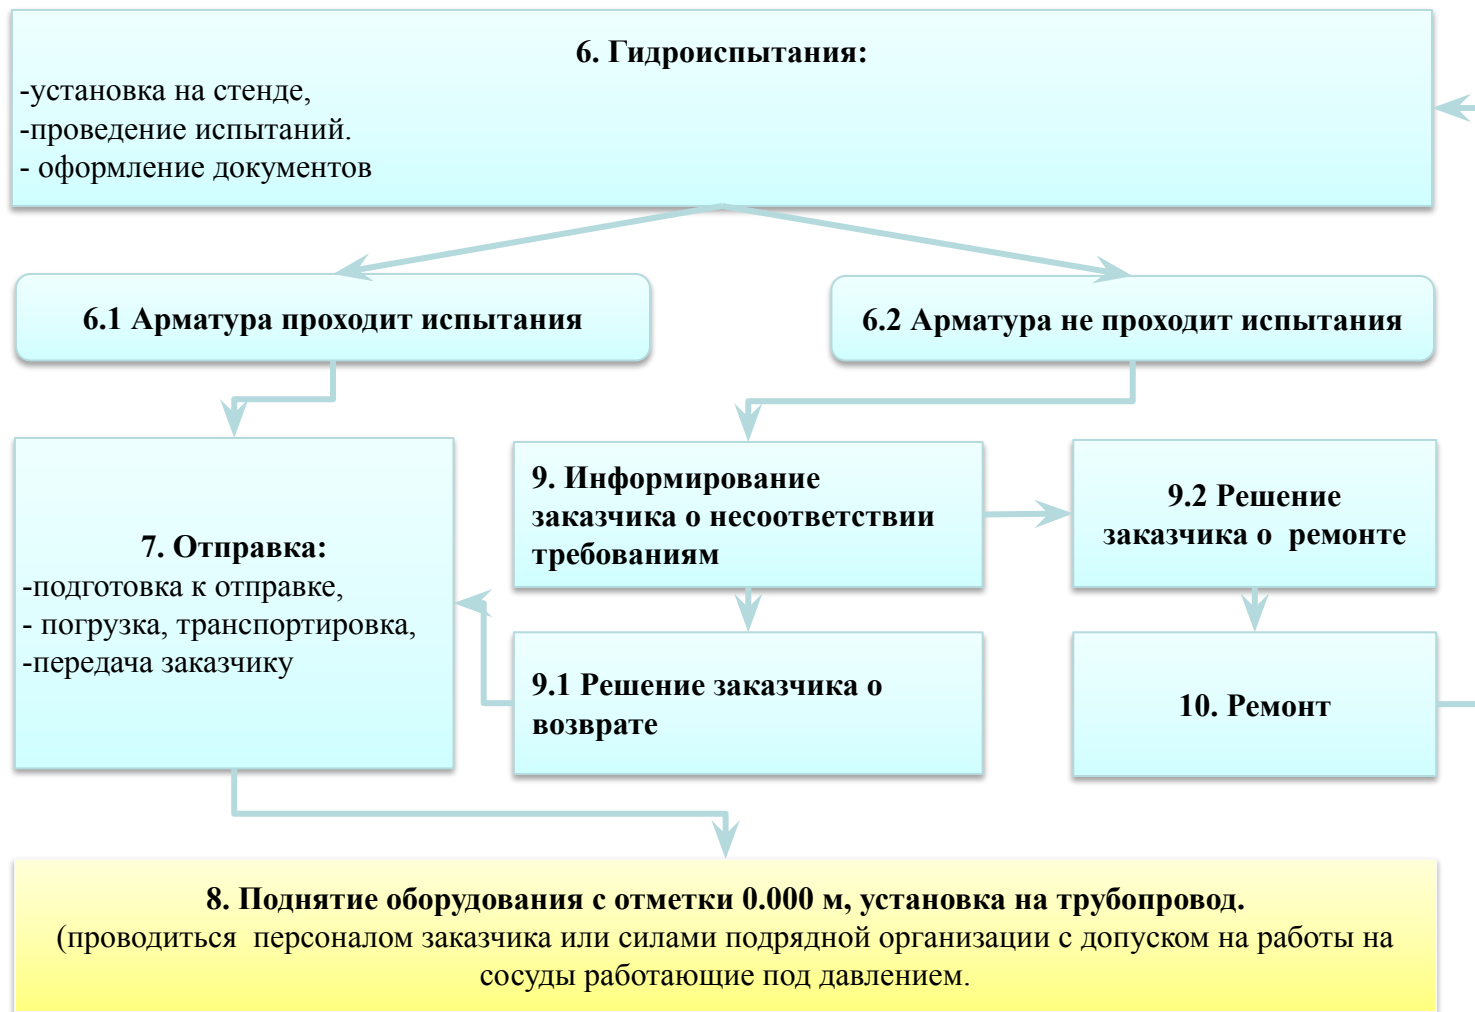 6. Гидроиспытания:
-установка на стенде,
-проведение испытаний.
- оформление документов
6.1 Арматура проходит испытания
6.2 Арматура не проходит испытания
7. Отправка:
-подготовка к отправке,
- погрузка, транспортировка,
-передача заказчику
9. Информирование
заказчика о несоответствии
требованиям
9.2 Решение
заказчика о  ремонте
9.1 Решение заказчика о
возврате
10. Ремонт
8. Поднятие оборудования с отметки 0.000 м, установка на трубопровод.
(проводиться  персоналом заказчика или силами подрядной организации с допуском на работы на
сосуды работающие под давлением.